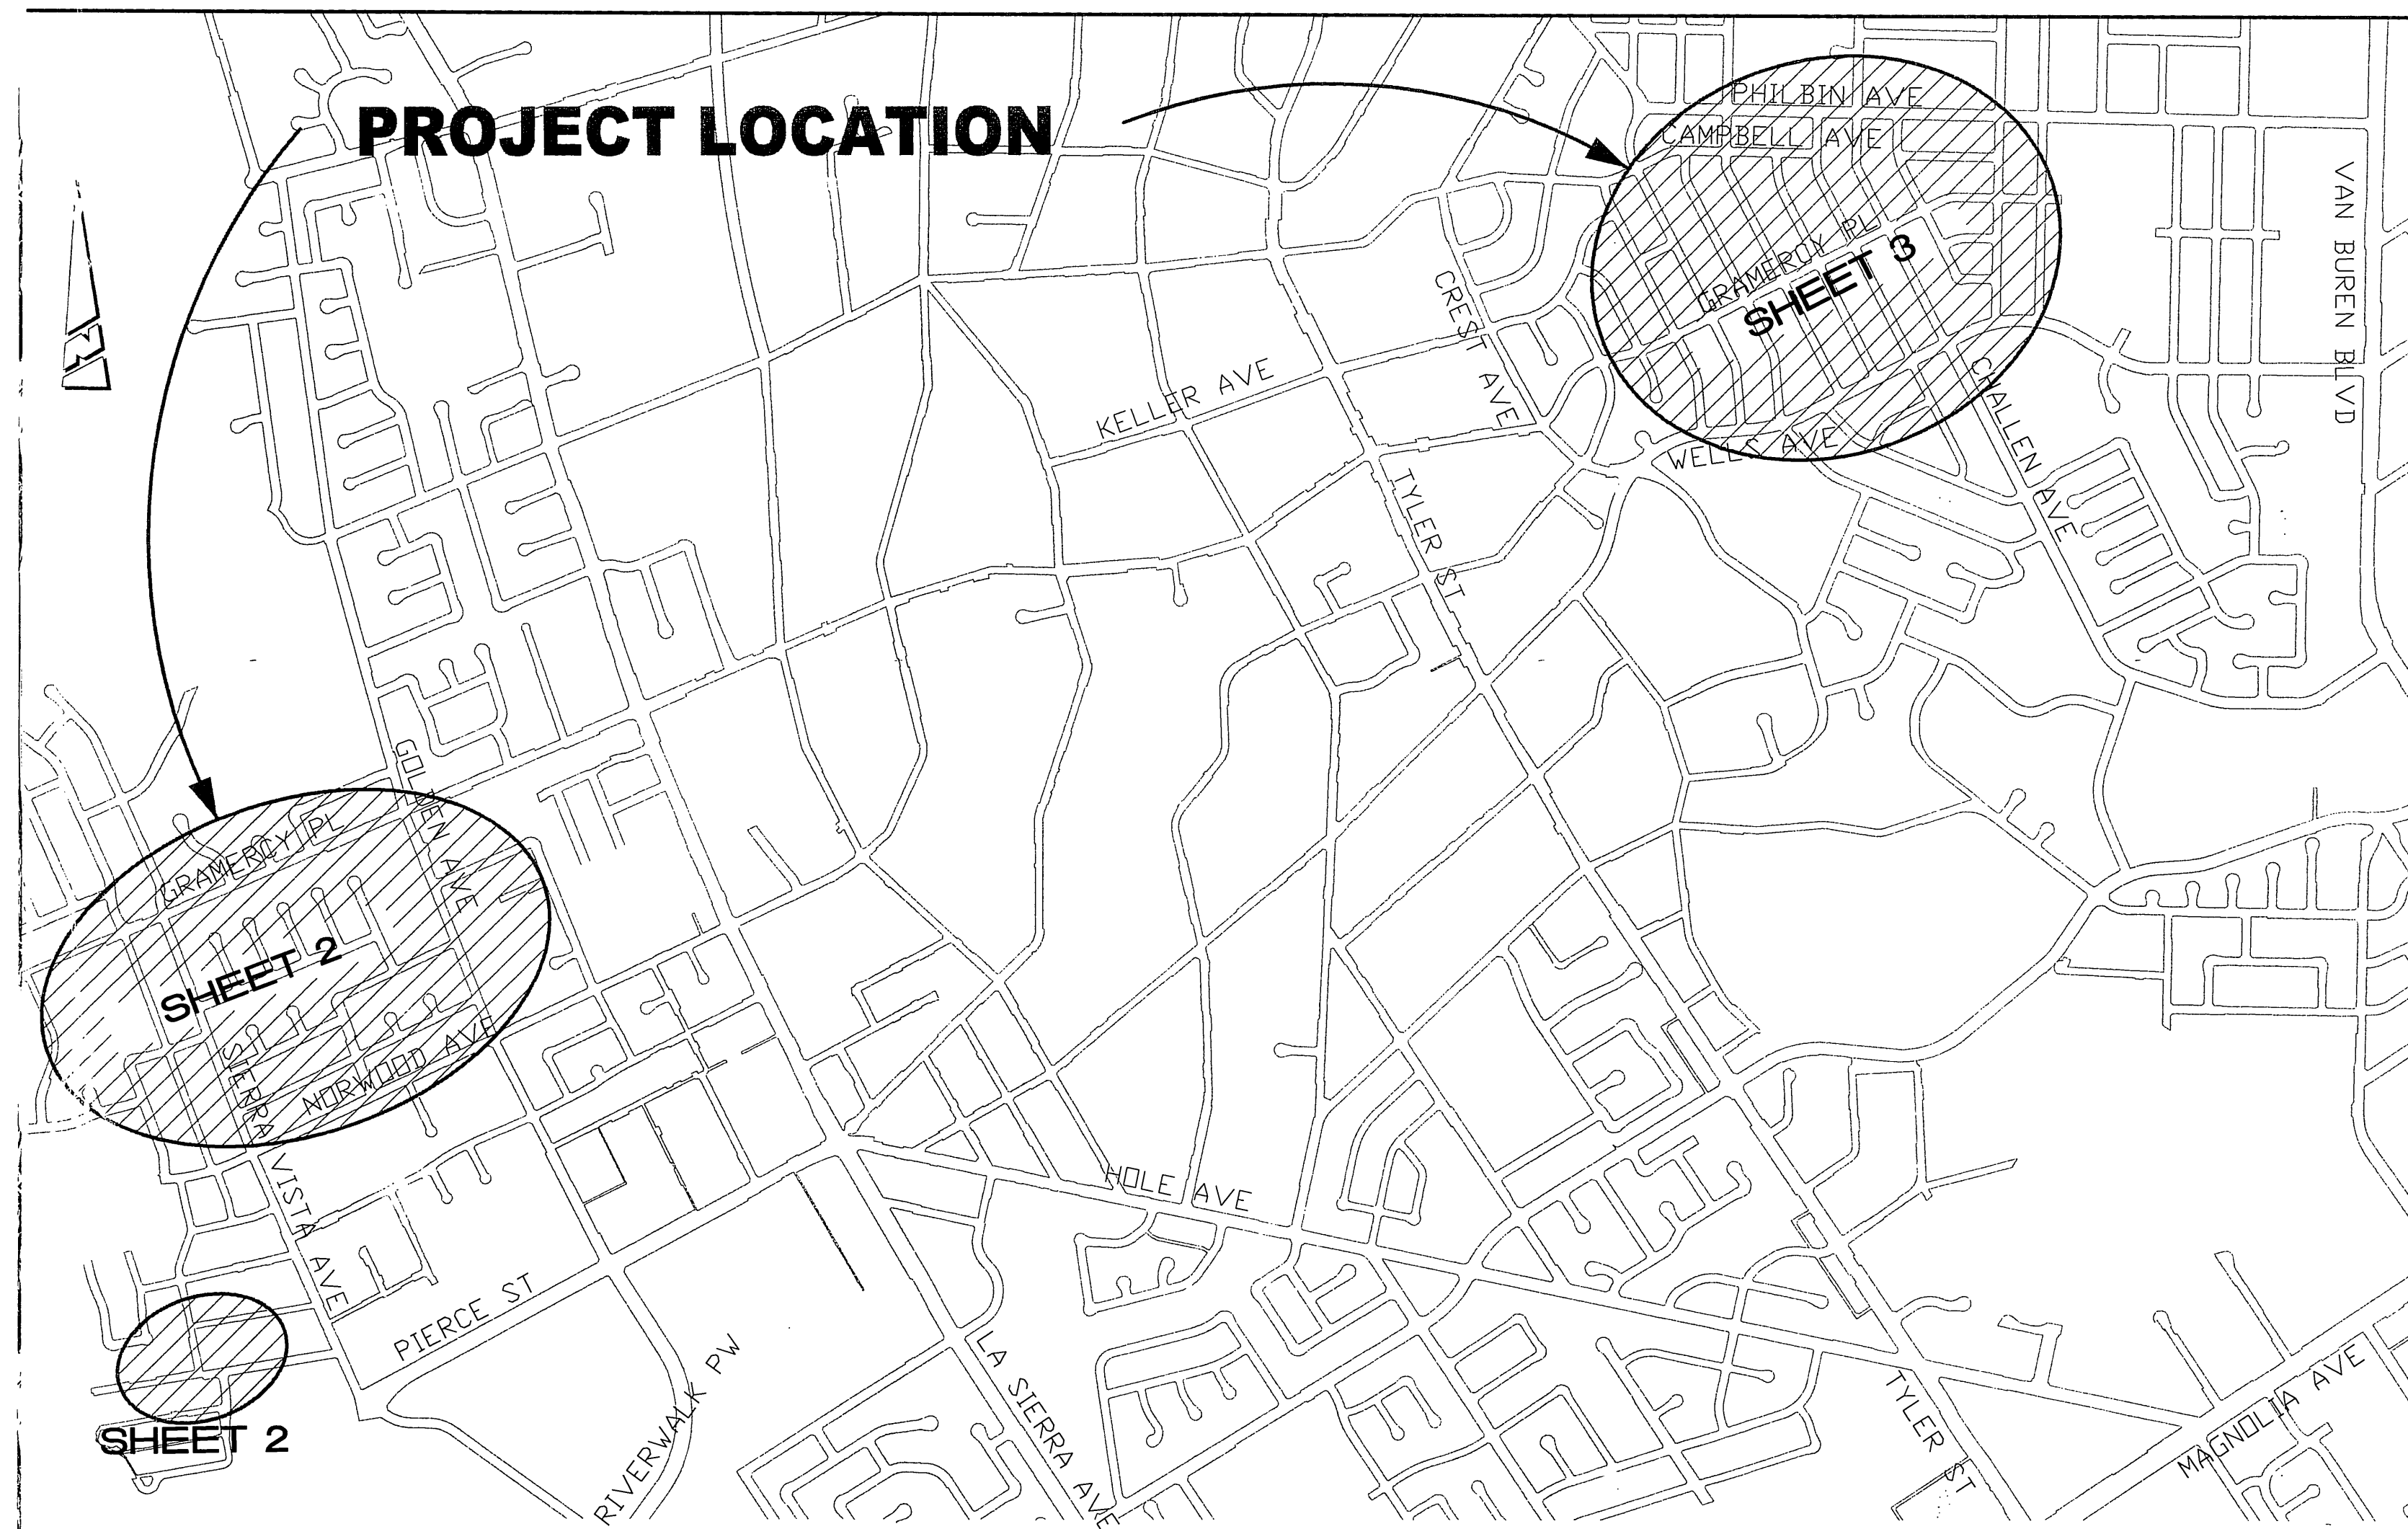 PROJECT LOCATION
PHILBIN AVE
CAMPBELL AVE
VAN BUREN BLVD
GRAMERCY PL
SHEET 3
CREST AVE
KELLER AVE
CHALLEN AVE
WELLS AVE
TYLER ST
GOLDEN AVE
GRAMERCY PL
SHEET 2
SIERRA VISTA AVE
NORWOOD AVE
HOLE AVE
PIERCE ST
SHEET 2
RIVERWALK PW
LA SIERRA AVE
TYLER ST
MAGNOLIA AVE